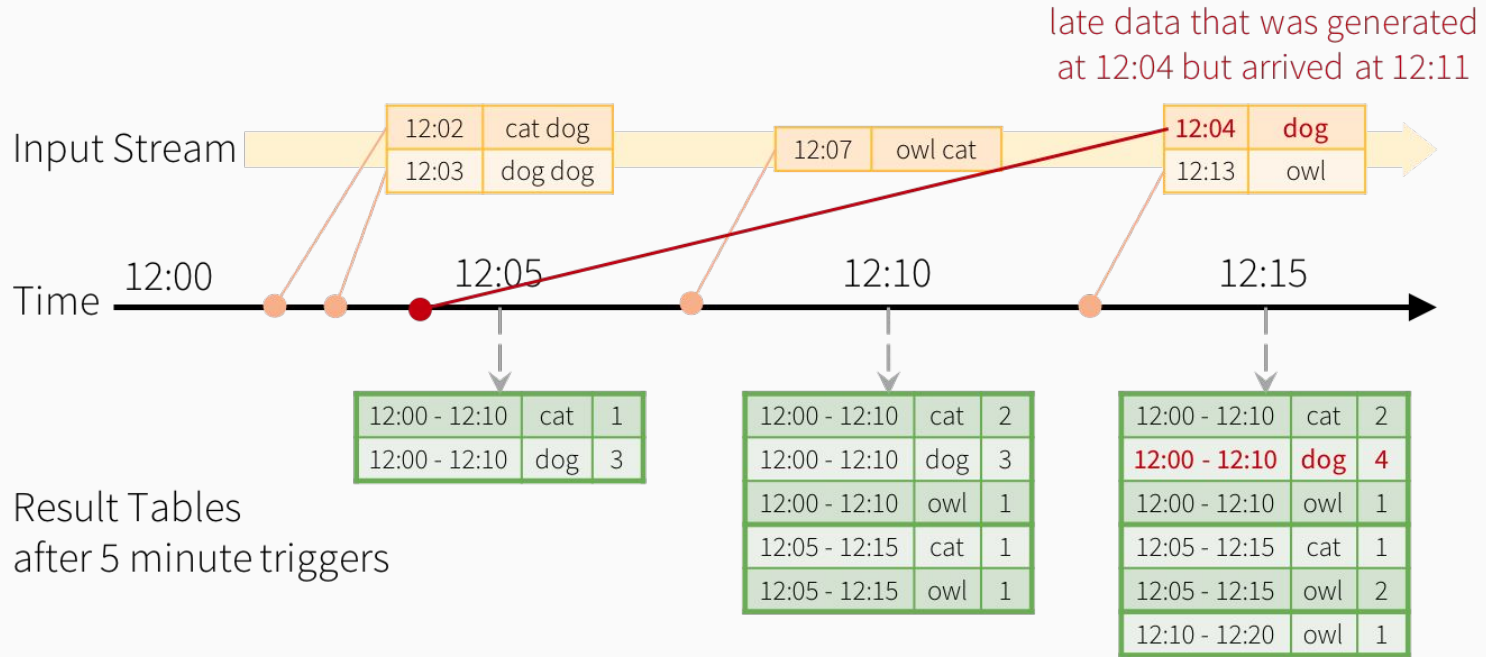 late data that was generated
at 12:04 but arrived at 12:11
Input Stream
12:02 cat dog
12:03 dog dog
12:07 owl cat
12:04 dog
12:13 owl
Time
12:00
12:05
12:10
12:15
Result Tables
after 5 minute triggers
12:00 - 12:10 cat 1
12:00 - 12:10 dog 3
12:00 - 12:10 cat 2
12:00 - 12:10 dog 3
12:00 - 12:10 owl 1
12:05 - 12:15 cat 1
12:05 - 12:15 owl 1
12:00 - 12:10 cat 2
12:00 - 12:10 dog 4
12:00 - 12:10 owl 1
12:05 - 12:15 cat 1
12:05 - 12:15 owl 2
12:10 - 12:20 owl 1